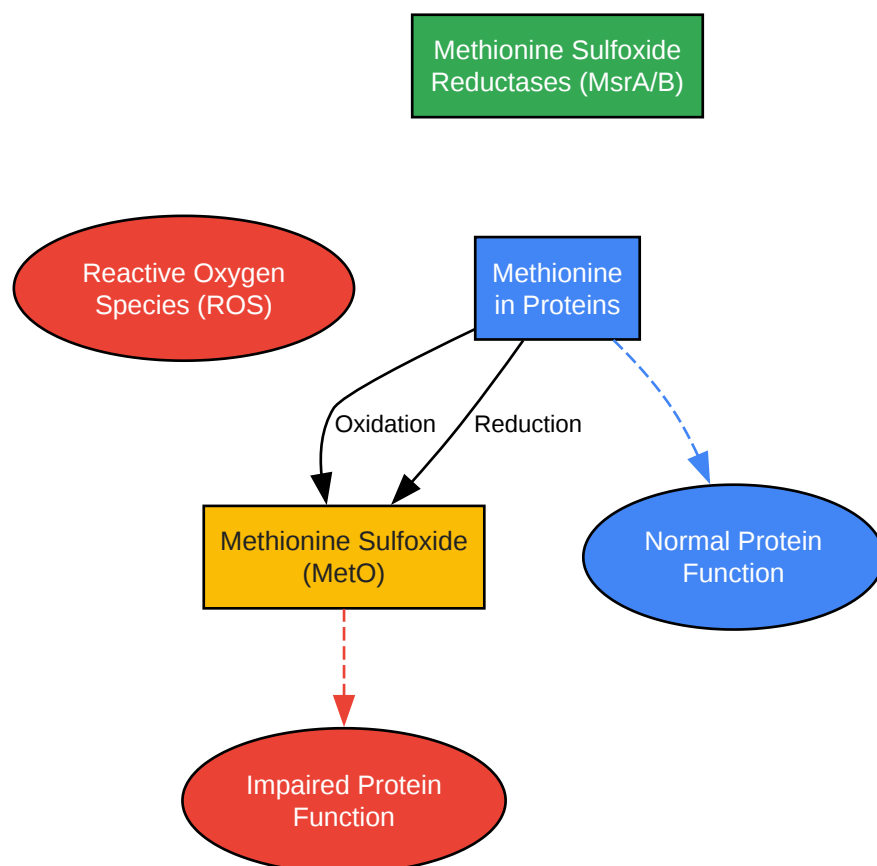 Methionine Sulfoxide
Reductases (MsrA/B)
Reactive Oxygen
Species (ROS)
Methionine
in Proteins
Oxidation
Reduction
Methionine Sulfoxide
(MetO)
Normal Protein
Function
Impaired Protein
Function